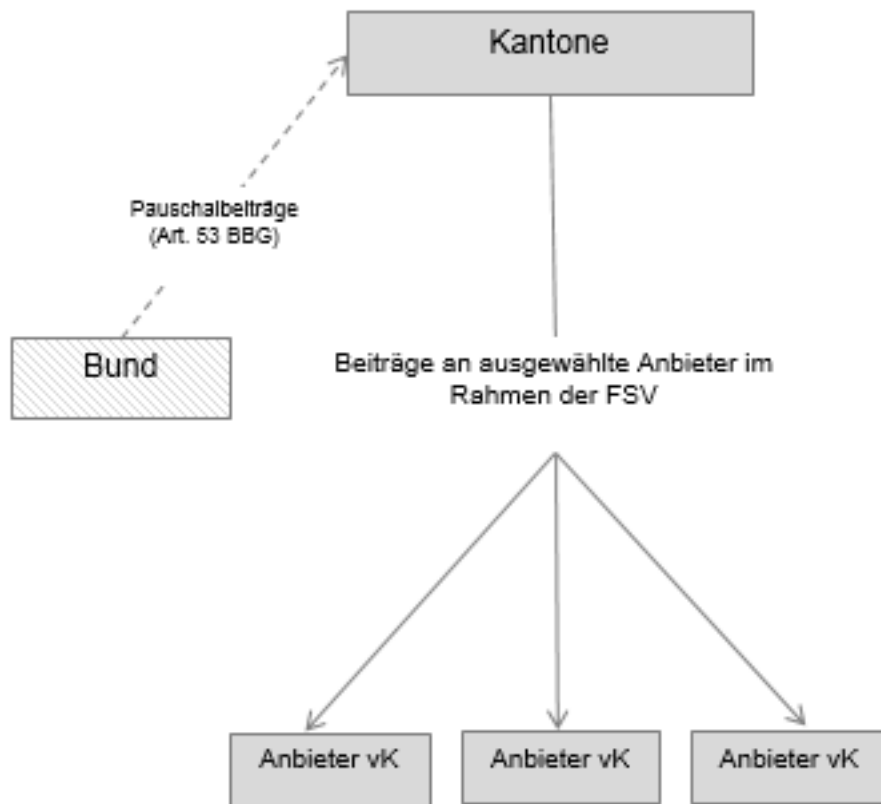 Kantone
Pauschalbeiträge
(Art. 53 BBG)
Bund
Beiträge an ausgewählte Anbieter im
Rahmen der FSV
Anbieter vK
Anbieter vK
Anbieter vK